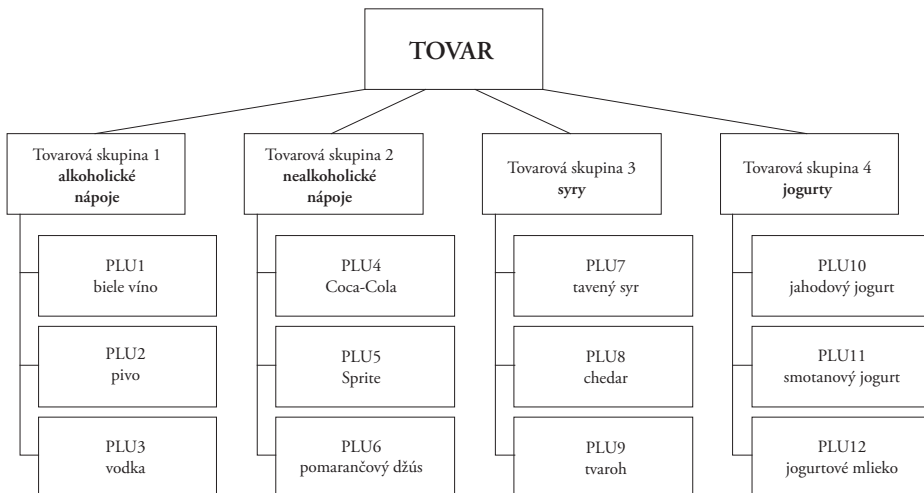 TOVAR
Tovarová skupina 1
alkoholické
nápoje
PLU1
biele víno
PLU2
pivo
PLU3
vodka
Tovarová skupina 2
nealkoholické
nápoje
PLU4
Coca-Cola
PLU5
Sprite
PLU6
pomarančový džús
Tovarová skupina 3
syry
PLU7
tavený syr
PLU8
chedar
PLU9
tvaroh
Tovarová skupina 4
jogurty
PLU10
jahodový jogurt
PLU11
smotanový jogurt
PLU12
jogurtové mlieko